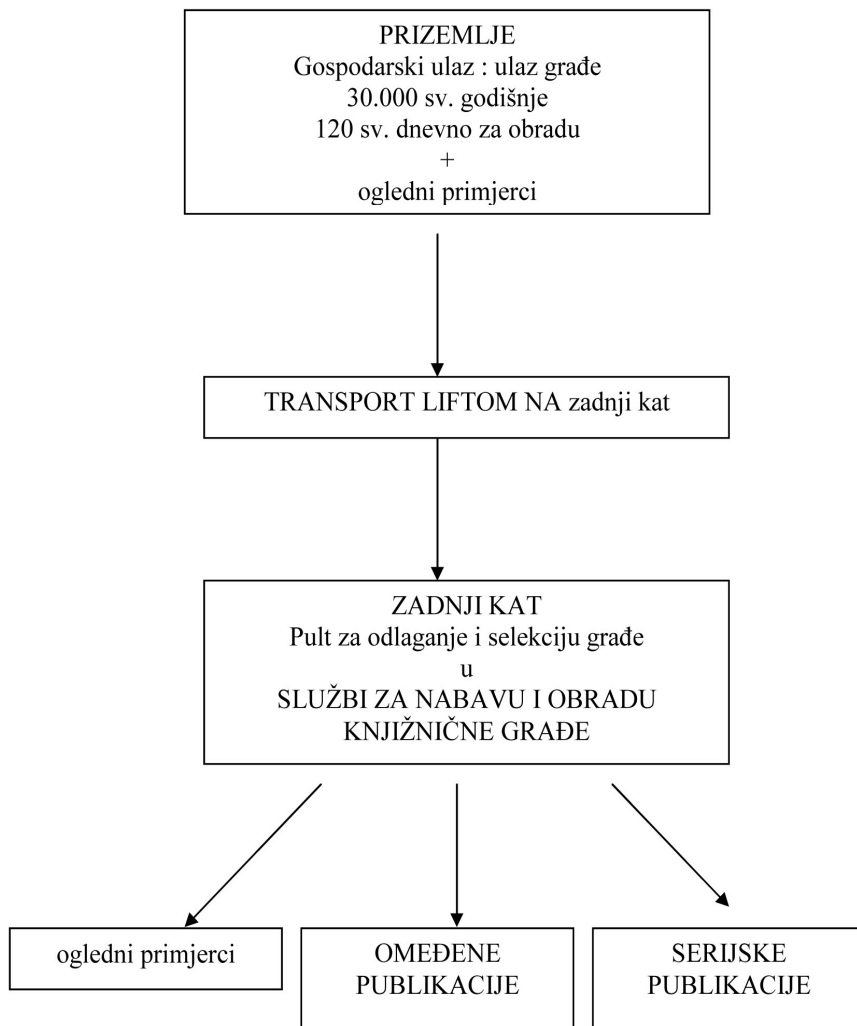 PRIZEMLJE
Gospodarski ulaz : ulaz građe
30.000 sv. godišnje
120 sv. dnevno za obradu
+
ogledni primjerci
TRANSPORT LIFTOM NA zadnji kat
ZADNJI KAT
Pult za odlaganje i selekciju građe
u
SLUŽBI ZA NABAVU I OBRADU
KNJIŽNIČNE GRAĐE
ogledni primjerci
OMEĐENE
PUBLIKACIJE
SERIJSKE
PUBLIKACIJE